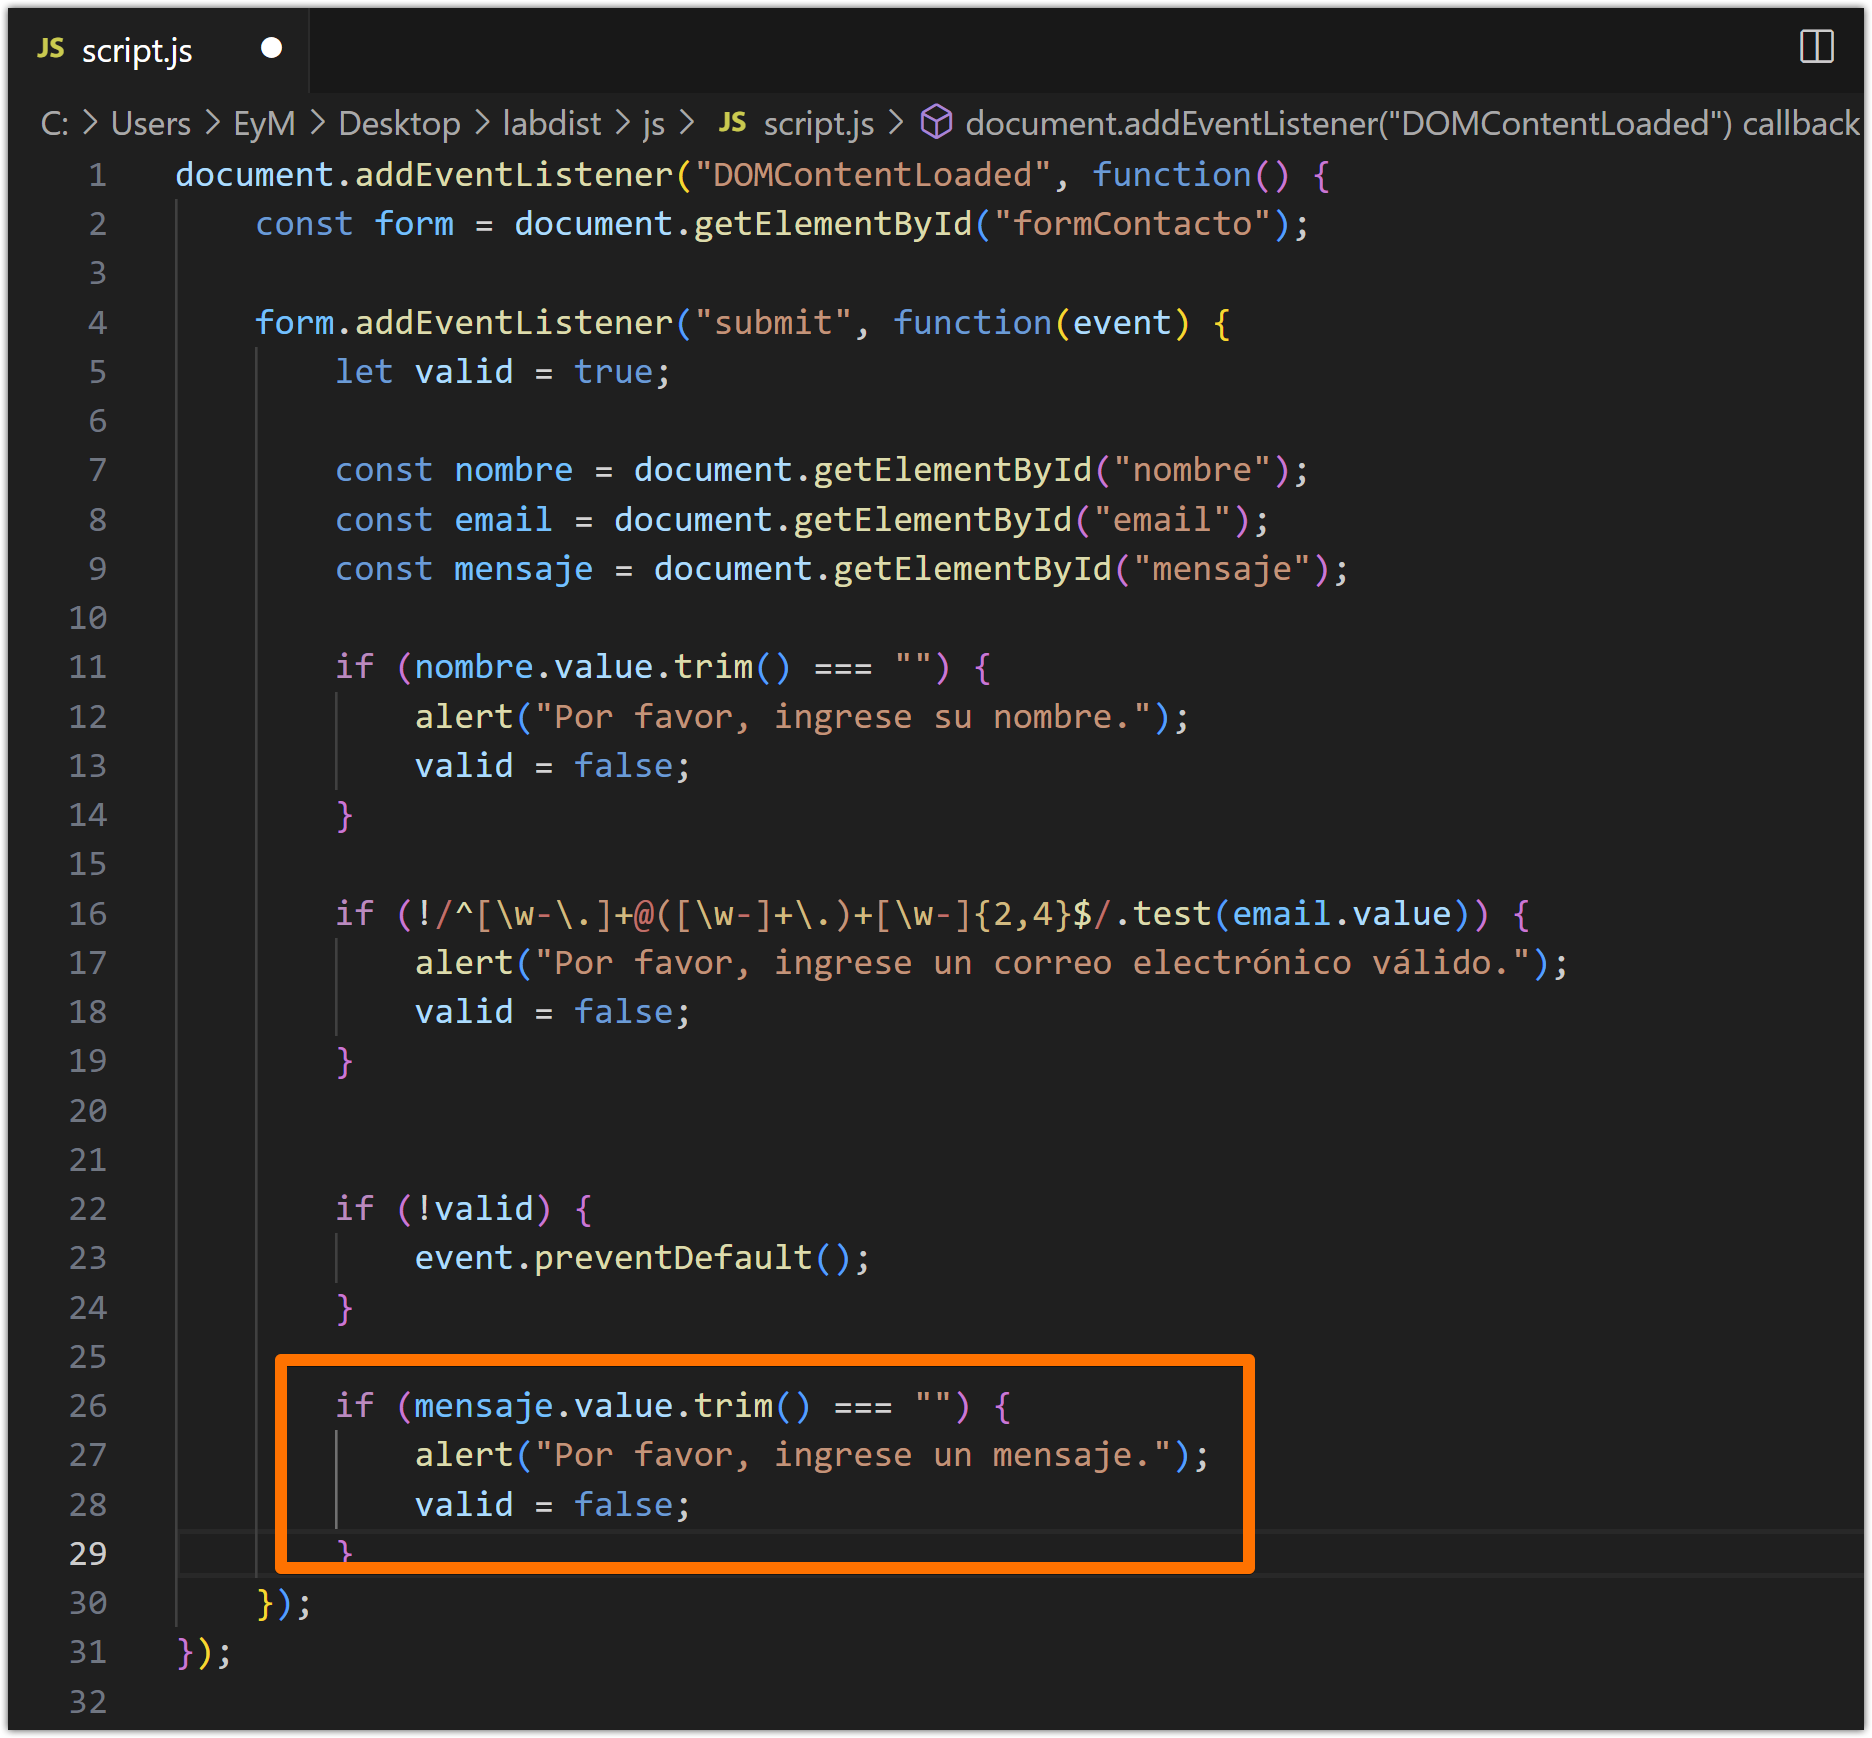 JS script.js
C: > Users > EyM > Desktop > labdist > js > JS script.js > document.addEventListener("DOMContentLoaded") callback
1 document.addEventListener("DOMContentLoaded", function() {
2     const form = document.getElementById("formContacto");
3
4     form.addEventListener("submit", function(event) {
5         let valid = true;
6
7         const nombre = document.getElementById("nombre");
8         const email = document.getElementById("email");
9         const mensaje = document.getElementById("mensaje");
10
11         if (nombre.value.trim() === "") {
12             alert("Por favor, ingrese su nombre.");
13             valid = false;
14         }
15
16         if (!/^[\w-\.]+@([\w-]+\.)+[\w-]{2,4}$/.test(email.value)) {
17             alert("Por favor, ingrese un correo electrónico válido.");
18             valid = false;
19         }
20
21
22         if (!valid) {
23             event.preventDefault();
24         }
25
26         if (mensaje.value.trim() === "") {
27             alert("Por favor, ingrese un mensaje.");
28             valid = false;
29         }
30     });
31 });
32